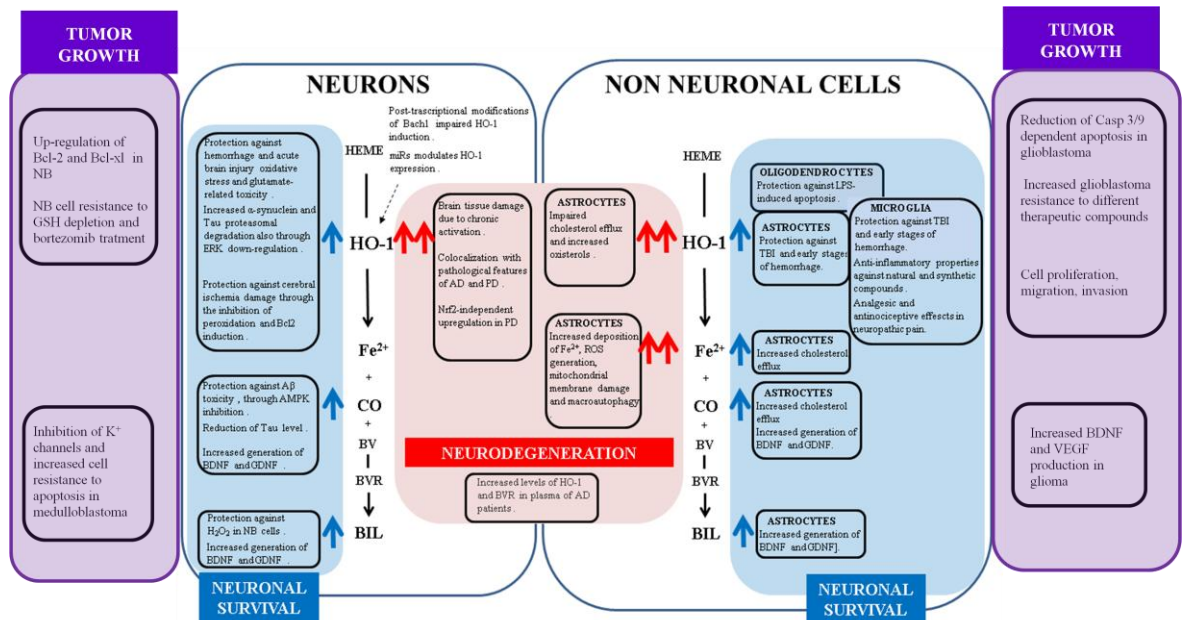 TUMOR
GROWTH
Up-regulation of
Bcl-2 and Bcl-xl in
NB
NB cell resistance to
GSH depletion and
bortezomib tratment
Inhibition of K⁺
channels and
increased cell
resistance to
apoptosis in
medulloblastoma
NEURONS
Post-trascriptional modifications
of Bach1 impaired HO-1
induction .
miRs modulates HO-1
expression .
Protection against
hemorrhage and acute
brain injury oxidative
stress and glutamate-
related toxicity .
Increased α-synuclein and
Tau proteasomal
degradation also through
ERK down-regulation .
Protection against cerebral
ischemia damage through
the inhibition of
peroxidation and Bcl2
induction .
Protection against Aβ
toxicity , through AMPK
inhibition .
Reduction of Tau level .
Increased generation of
BDNF and GDNF .
Protection against
H₂O₂ in NB cells .
Increased generation of
BDNF and GDNF .
NEURONAL
SURVIVAL
HEME
HO-1
Fe²⁺
+
CO
+
BV
BVR
BIL
Brain tissue damage
due to chronic
activation .
Colocalization with
pathological features
of AD and PD .
Nrf2-independent
upregulation in PD
NEURODEGENERATION
Increased levels of HO-1
and BVR in plasma of AD
patients .
NON NEURONAL CELLS
ASTROCYTES
Impaired
cholesterol efflux
and increased
oxisterols .
ASTROCYTES
Increased deposition
of Fe²⁺, ROS
generation,
mitochondrial
membrane damage
and macroautophagy
.
HEME
HO-1
Fe²⁺
+
CO
+
BV
BVR
BIL
OLIGODENDROCYTES
Protection against LPS-
induced apoptosis .
ASTROCYTES
Protection against TBI
and early stages
of hemorrhage.
MICROGLIA
Protection against TBI
and early stages of
hemorrhage.
Anti-inflammatory properties
against natural and synthetic
compounds .
Analgesic and
antinociceptive effescts in
neuropathic pain.
ASTROCYTES
Increased cholesterol
efflux
ASTROCYTES
Increased cholesterol
efflux
Increased generation of
BDNF and GDNF.
ASTROCYTES
Increased generation of
BDNF and GDNF].
NEURONAL
SURVIVAL
TUMOR
GROWTH
Reduction of Casp 3/9
dependent apoptosis in
glioblastoma
Increased glioblastoma
resistance to different
therapeutic compounds
Cell proliferation,
migration, invasion
Increased BDNF
and VEGF
production in
glioma